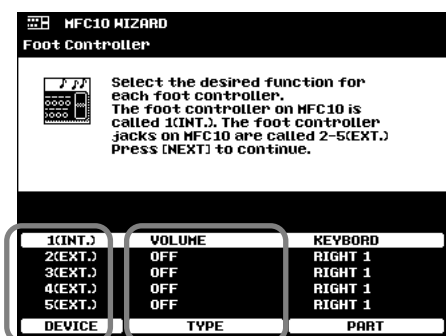 MFC10 WIZARD
Foot Controller
Select the desired function for
each foot controller.
The foot controller on MFC10 is
called 1(INT.). The foot controller
jacks on MFC10 are called 2-5(EXT.)
Press [NEXT] to continue.
1(INT.) VOLUME KEYBORD
2(EXT.) OFF RIGHT 1
3(EXT.) OFF RIGHT 1
4(EXT.) OFF RIGHT 1
5(EXT.) OFF RIGHT 1
DEVICE TYPE PART